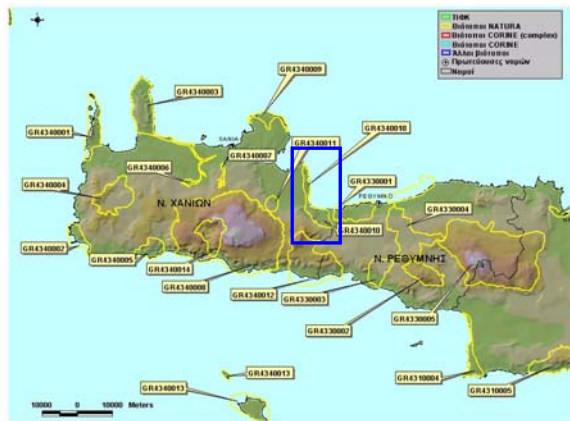 ΤΙΦΚ
Βιότοποι NATURA
Βιότοποι CORINE (complex)
Βιότοποι CORINE
Άλλοι βιότοποι
Πρωτεύουσες νομών
Νομοί
GR4340009
GR4340003
GR4340011
GR4340010
GR4340001
ΧΑΝΙΑ
GR4340007
GR4340006
GR4330001
ΡΕΘΥΜΝΟ
GR4340004
Ν. ΧΑΝΙΩΝ
GR4330004
GR4340010
GR4340002
GR4340005
Ν. ΡΕΘΥΜΝΗΣ
GR4340014
GR4340008
GR4340012
GR4330003
GR4330005
GR4330002
GR4340013
GR4340013
GR4310004
GR4310005
10000 0 10000 Meters